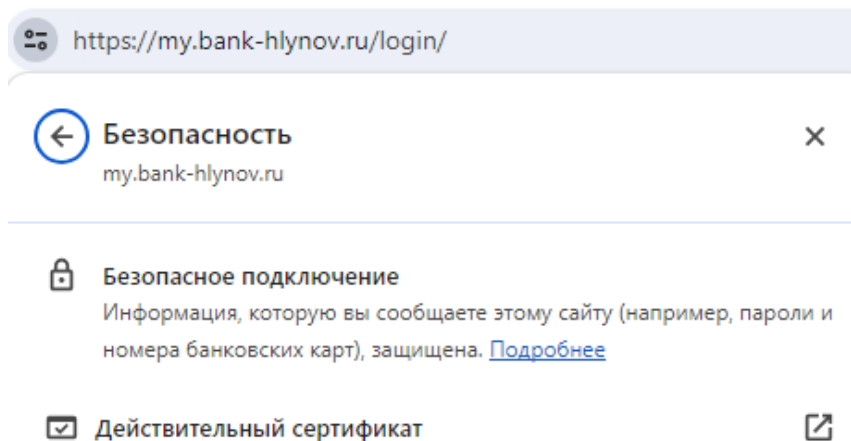 https://my.bank-hlynov.ru/login/
Безопасность
my.bank-hlynov.ru
Безопасное подключение
Информация, которую вы сообщаете этому сайту (например, пароли и
номера банковских карт), защищена. Подробнее
Действительный сертификат